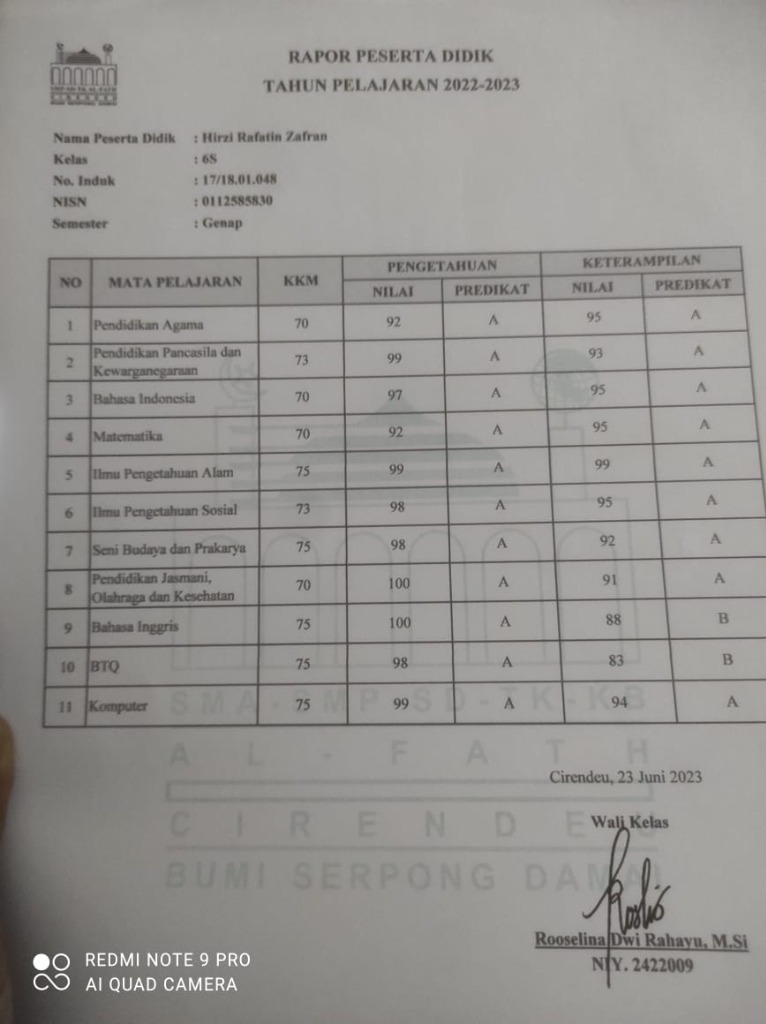 RAPOR PESERTA DIDIK
TAHUN PELAJARAN 2022-2023
Nama Peserta Didik : Hirzi Rafatin Zafran
Kelas : 6S
No. Induk : 17/18.01.048
NISN : 0112585830
Semester : Genap
NO MATA PELAJARAN KKM PENGETAHUAN KETERAMPILAN
NILAI PREDIKAT NILAI PREDIKAT
1 Pendidikan Agama 70 92 A 95 A
2 Pendidikan Pancasila dan Kewarganegaraan 73 99 A 93 A
3 Bahasa Indonesia 70 97 A 95 A
4 Matematika 70 92 A 95 A
5 Ilmu Pengetahuan Alam 75 99 A 99 A
6 Ilmu Pengetahuan Sosial 73 98 A 95 A
7 Seni Budaya dan Prakarya 75 98 A 92 A
8 Pendidikan Jasmani, Olahraga dan Kesehatan 70 100 A 91 A
9 Bahasa Inggris 75 100 A 88 B
10 BTQ 75 98 A 83 B
11 Komputer 75 99 A 94 A
SMA-SMP-SD-TK-KB
AL-FATH
CIRENDEU
BUMI SERPONG DAMAI
Cirendeu, 23 Juni 2023
Wali Kelas
Rooselina Dwi Rahayu, M.Si
NIY. 2422009
REDMI NOTE 9 PRO
AI QUAD CAMERA